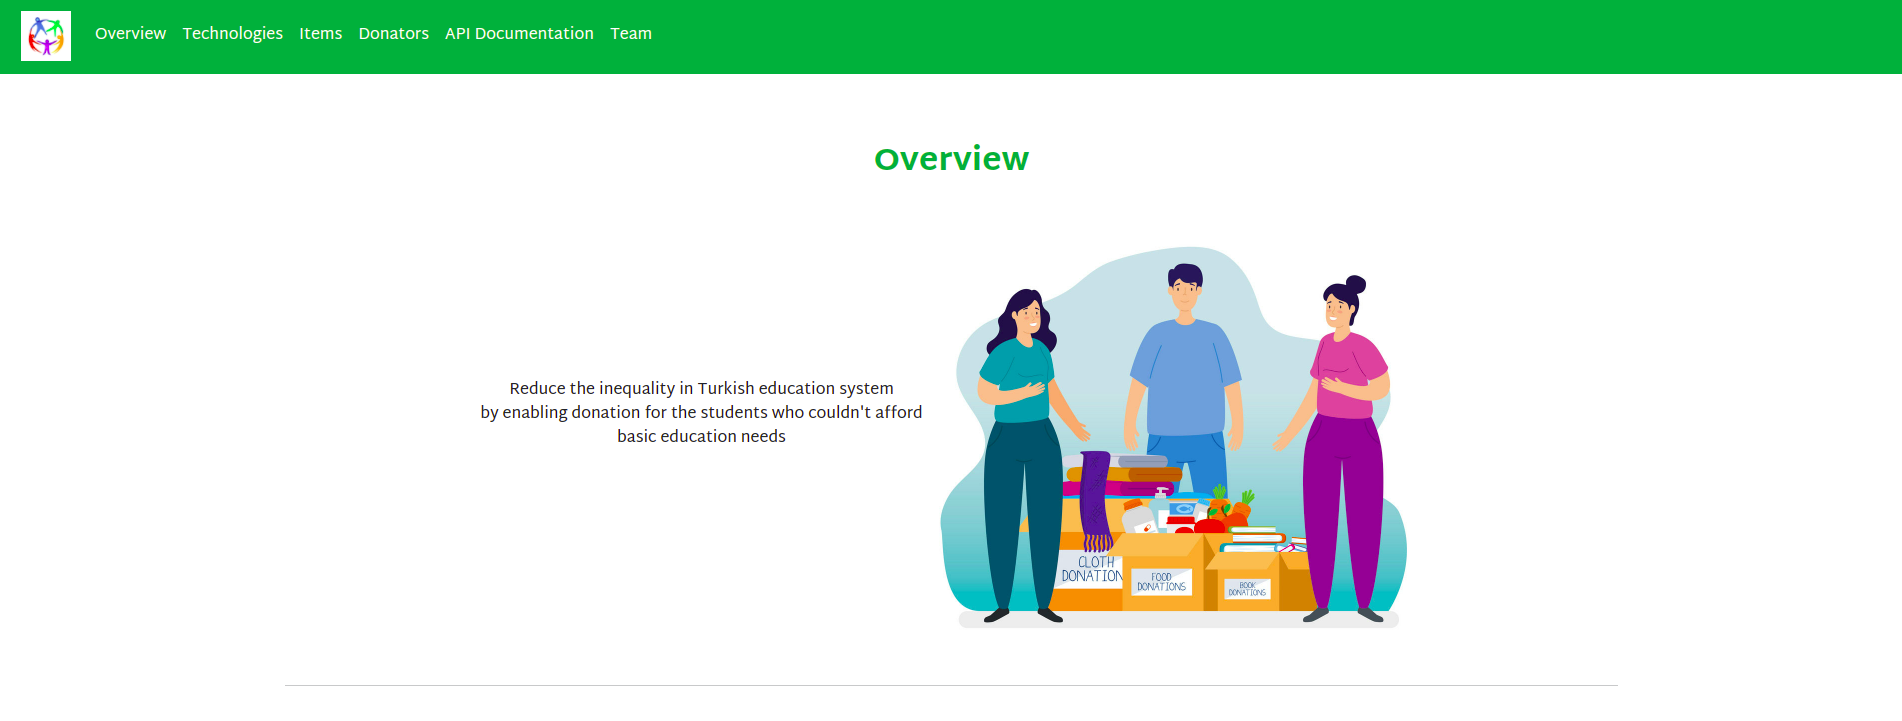 Overview Technologies Items Donators API Documentation Team
Overview
Reduce the inequality in Turkish education system
by enabling donation for the students who couldn't afford
basic education needs
CLOTH
DONATION
FOOD
DONATIONS
BOOK
DONATIONS